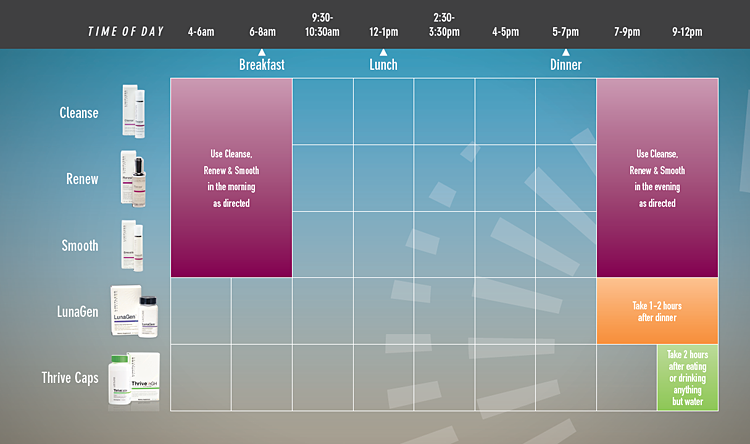 TIME OF DAY
4-6am
6-8am
9:30-
10:30am
12-1pm
2:30-
3:30pm
4-5pm
5-7pm
7-9pm
9-12pm
Breakfast
Lunch
Dinner
Cleanse
Use Cleanse,
Renew & Smooth
in the morning
as directed
Use Cleanse,
Renew & Smooth
in the evening
as directed
Renew
Smooth
LunaGen
LunaGen
Take 1-2 hours
after dinner
Thrive Caps
Thrive
Take 2 hours
after eating
or drinking
anything
but water